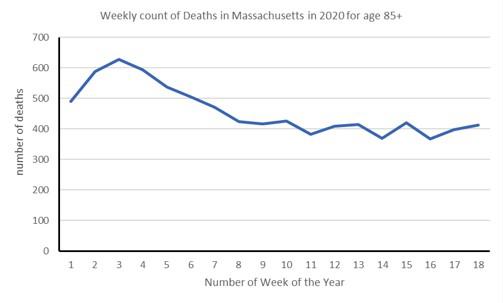 Weekly count of Deaths in Massachusetts in 2020 for age 85+
700
600
500
400
300
200
100
0
number of deaths
1 2 3 4 5 6 7 8 9 10 11 12 13 14 15 16 17 18
Number of Week of the Year